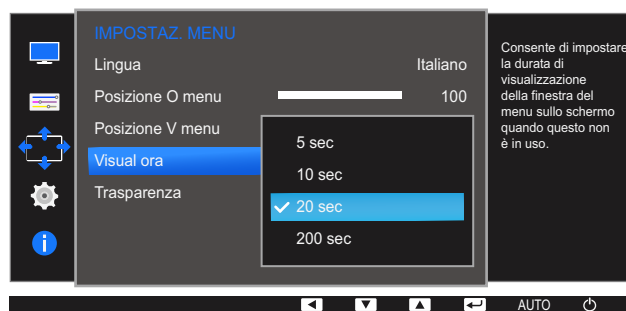 IMPOSTAZ. MENU
Lingua Italiano
Posizione O menu 100
Posizione V menu
Visual ora
Trasparenza
5 sec
10 sec
20 sec
200 sec
Consente di impostare
la durata di
visualizzazione
della finestra del
menu sullo schermo
quando questo non
è in uso.
AUTO